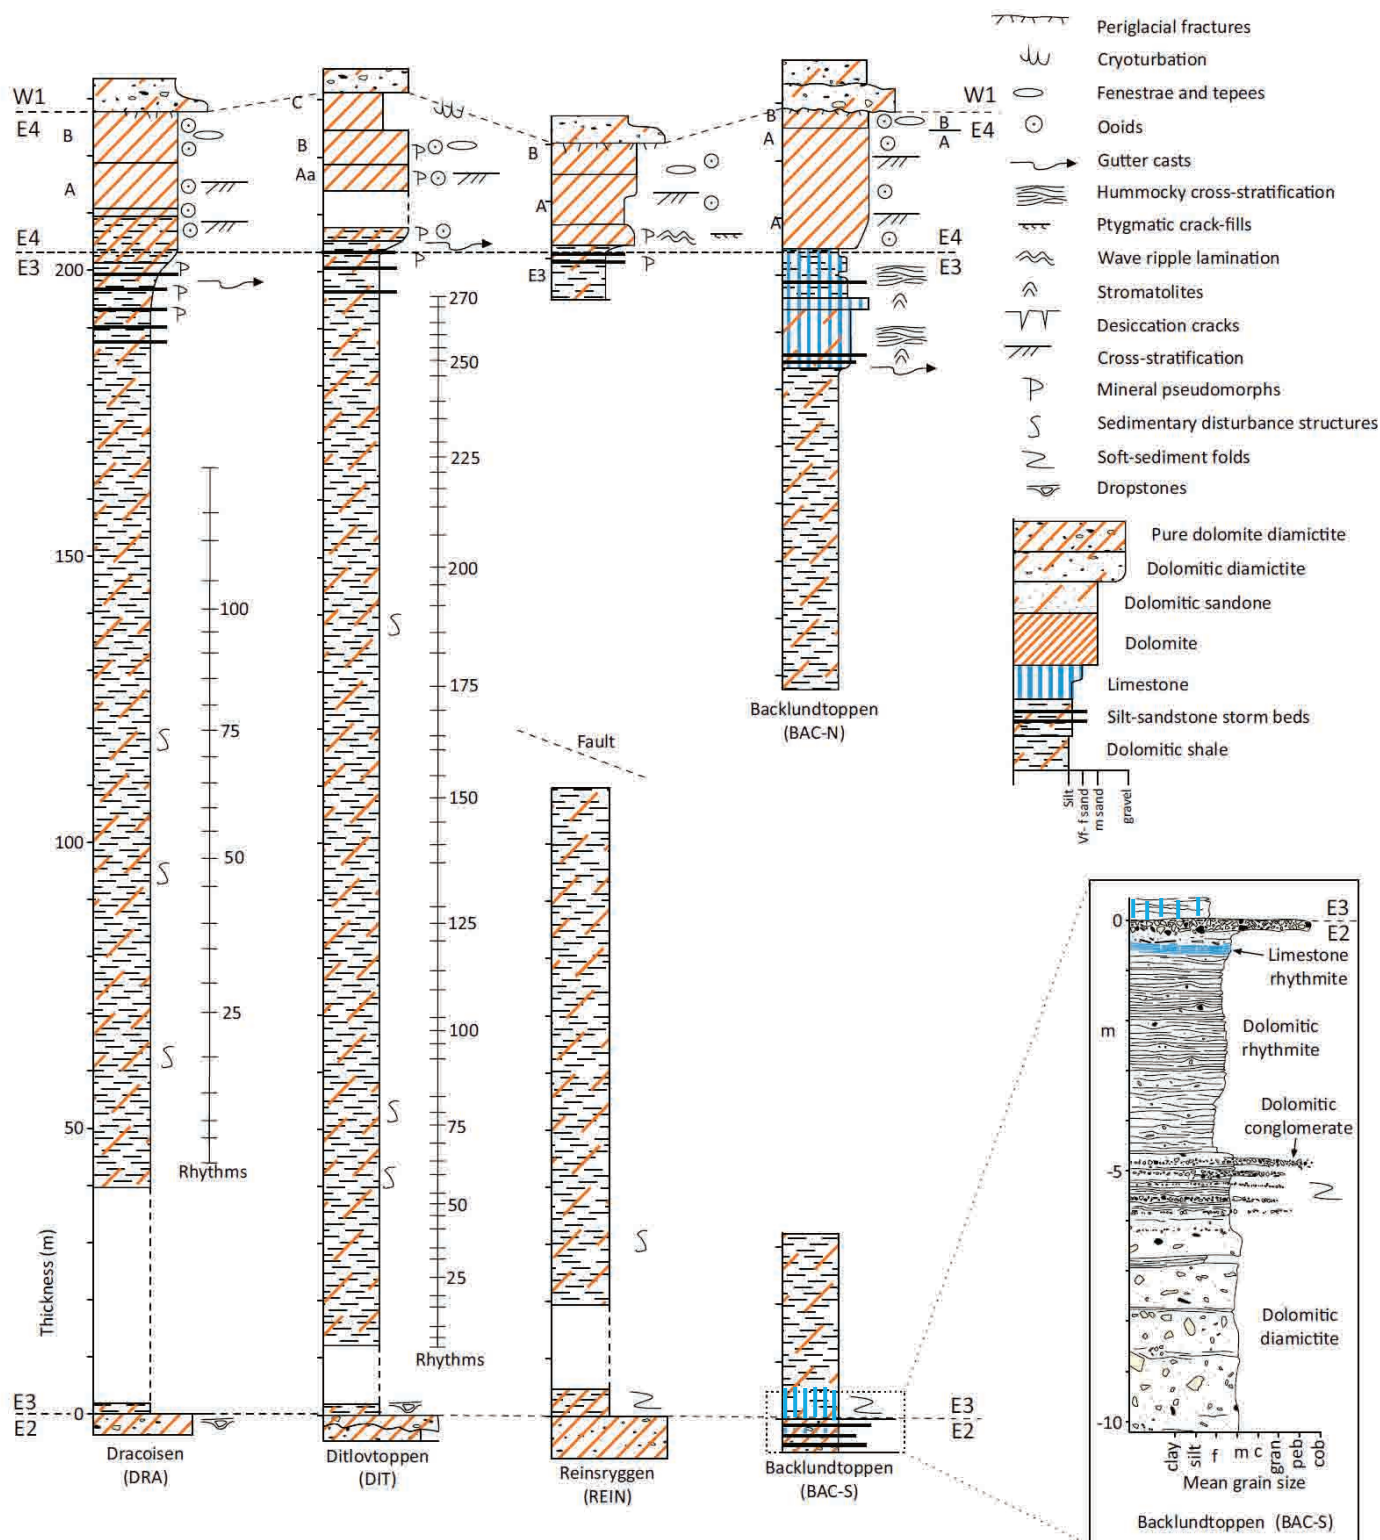 W1
E4
B
A
E4
E3
200
150
100
50
0
Thickness (m)
E3
E2
Dracoisen
(DRA)
100
75
50
25
Rhythms
C
B
Aa
270
250
225
200
175
150
125
100
75
50
25
Rhythms
Ditlovtoppen
(DIT)
B
A
E3
Fault
Reinsryggen
(REIN)
B
A
A
W1
B
A
E4
E4
E3
Backlundtoppen
(BAC-N)
E3
E2
Backlundtoppen
(BAC-S)
Periglacial fractures
Cryoturbation
Fenestrae and tepees
Ooids
Gutter casts
Hummocky cross-stratification
Ptygmatic crack-fills
Wave ripple lamination
Stromatolites
Desiccation cracks
Cross-stratification
Mineral pseudomorphs
Sedimentary disturbance structures
Soft-sediment folds
Dropstones
Pure dolomite diamictite
Dolomitic diamictite
Dolomitic sandone
Dolomite
Limestone
Silt-sandstone storm beds
Dolomitic shale
Silt
Vf- f sand
m sand
gravel
0
m
-5
-10
E3
E2
Limestone
rhythmite
Dolomitic
rhythmite
Dolomitic
conglomerate
Dolomitic
diamictite
clay
silt
f
m
c
gran
peb
cob
Mean grain size
Backlundtoppen (BAC-S)